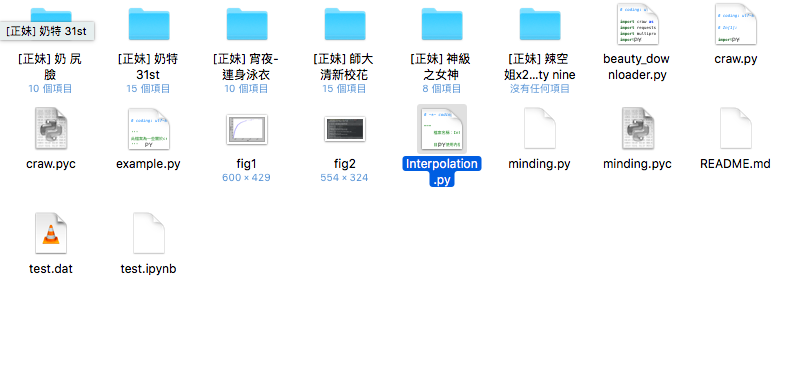 [正妹] 奶特 31st
[正妹] 奶 尻
臉
10 個項目
[正妹] 奶特
31st
15 個項目
[正妹] 宵夜-
連身泳衣
10 個項目
[正妹] 師大
清新校花
15 個項目
[正妹] 神級
之女神
8 個項目
[正妹] 辣空
姐x2...ty nine
沒有任何項目
beauty_dow
nloader.py
craw.py
craw.pyc
example.py
fig1
600 × 429
fig2
554 × 324
Interpolation
.py
minding.py
minding.pyc
README.md
test.dat
test.ipynb